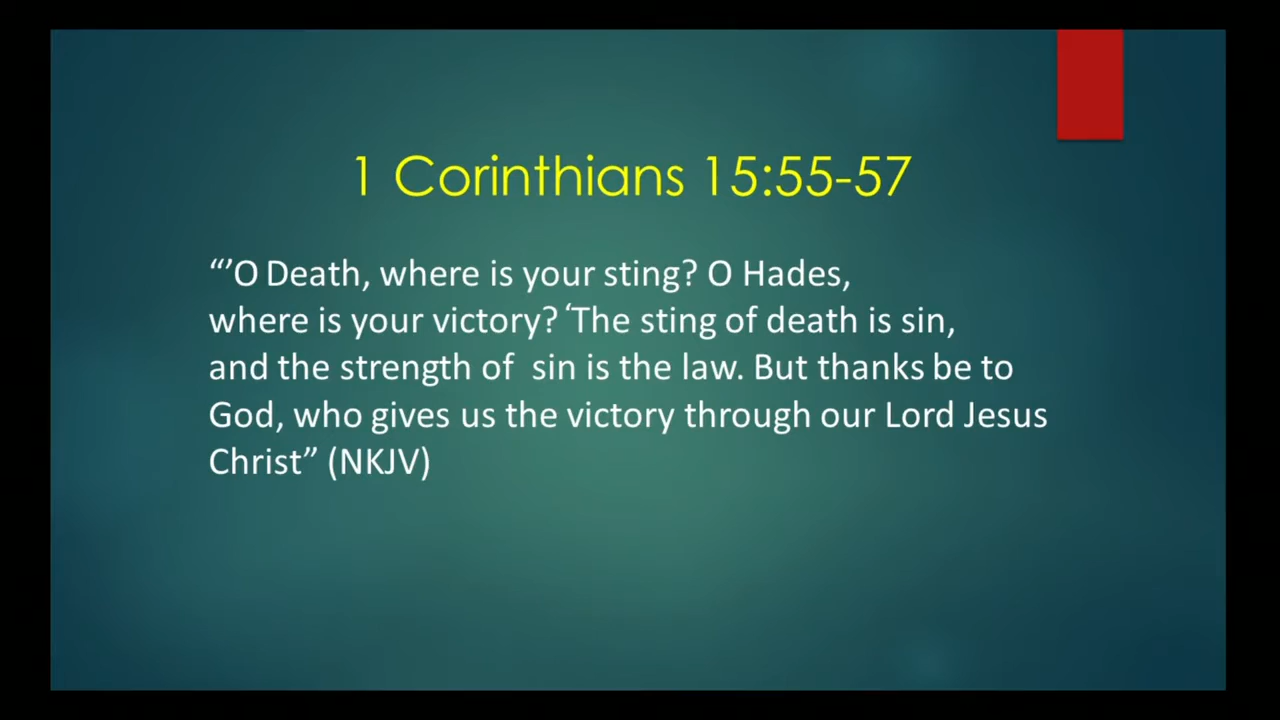 1 Corinthians 15:55-57
“’O Death, where is your sting? O Hades,
where is your victory? ‘The sting of death is sin,
and the strength of  sin is the law. But thanks be to
God, who gives us the victory through our Lord Jesus
Christ” (NKJV)